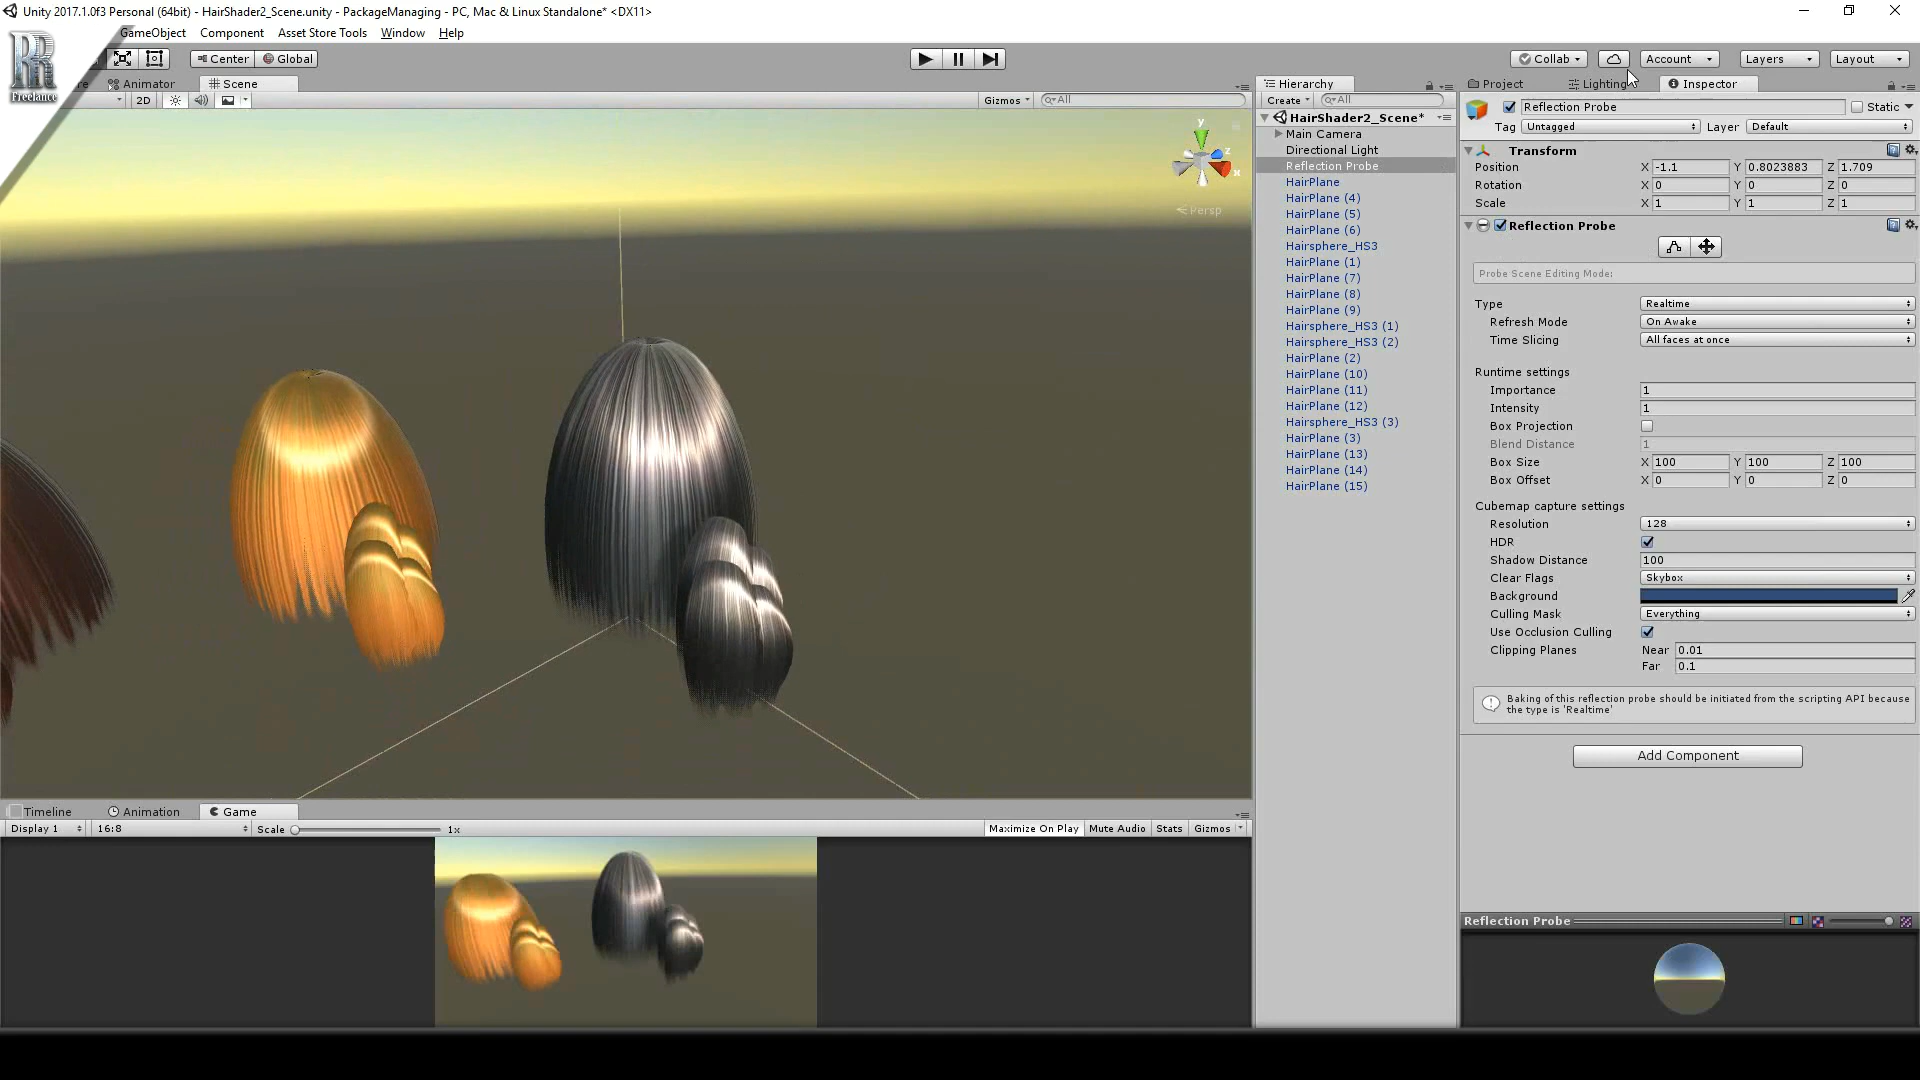 Unity 2017.1.0f3 Personal (64bit) - HairShader2_Scene.unity - PackageManaging - PC, Mac & Linux Standalone* <DX11>
GameObject Component Asset Store Tools Window Help
RR
Freelance
Center Global
Collab Account Layers Layout
Animator Scene
2D Gizmos All
Hierarchy
Create All
HairShader2_Scene*
Main Camera
Directional Light
Reflection Probe
HairPlane
HairPlane (4)
HairPlane (5)
HairPlane (6)
Hairsphere_HS3
HairPlane (1)
HairPlane (7)
HairPlane (8)
HairPlane (9)
Hairsphere_HS3 (1)
Hairsphere_HS3 (2)
HairPlane (2)
HairPlane (10)
HairPlane (11)
HairPlane (12)
Hairsphere_HS3 (3)
HairPlane (3)
HairPlane (13)
HairPlane (14)
HairPlane (15)
Project Lighting Inspector
Reflection Probe Static
Tag Untagged Layer Default
Transform
Position X -1.1 Y 0.8023883 Z 1.709
Rotation X 0 Y 0 Z 0
Scale X 1 Y 1 Z 1
Reflection Probe
Probe Scene Editing Mode:
Type Realtime
Refresh Mode On Awake
Time Slicing All faces at once
Runtime settings
Importance 1
Intensity 1
Box Projection
Blend Distance 1
Box Size X 100 Y 100 Z 100
Box Offset X 0 Y 0 Z 0
Cubemap capture settings
Resolution 128
HDR
Shadow Distance 100
Clear Flags Skybox
Background
Culling Mask Everything
Use Occlusion Culling
Clipping Planes Near 0.01
Far 0.1
Baking of this reflection probe should be initiated from the scripting API because
the type is 'Realtime'
Add Component
Reflection Probe
y
z
x
Persp
Timeline Animation Game
Display 1 16:8 Scale 1x Maximize On Play Mute Audio Stats Gizmos